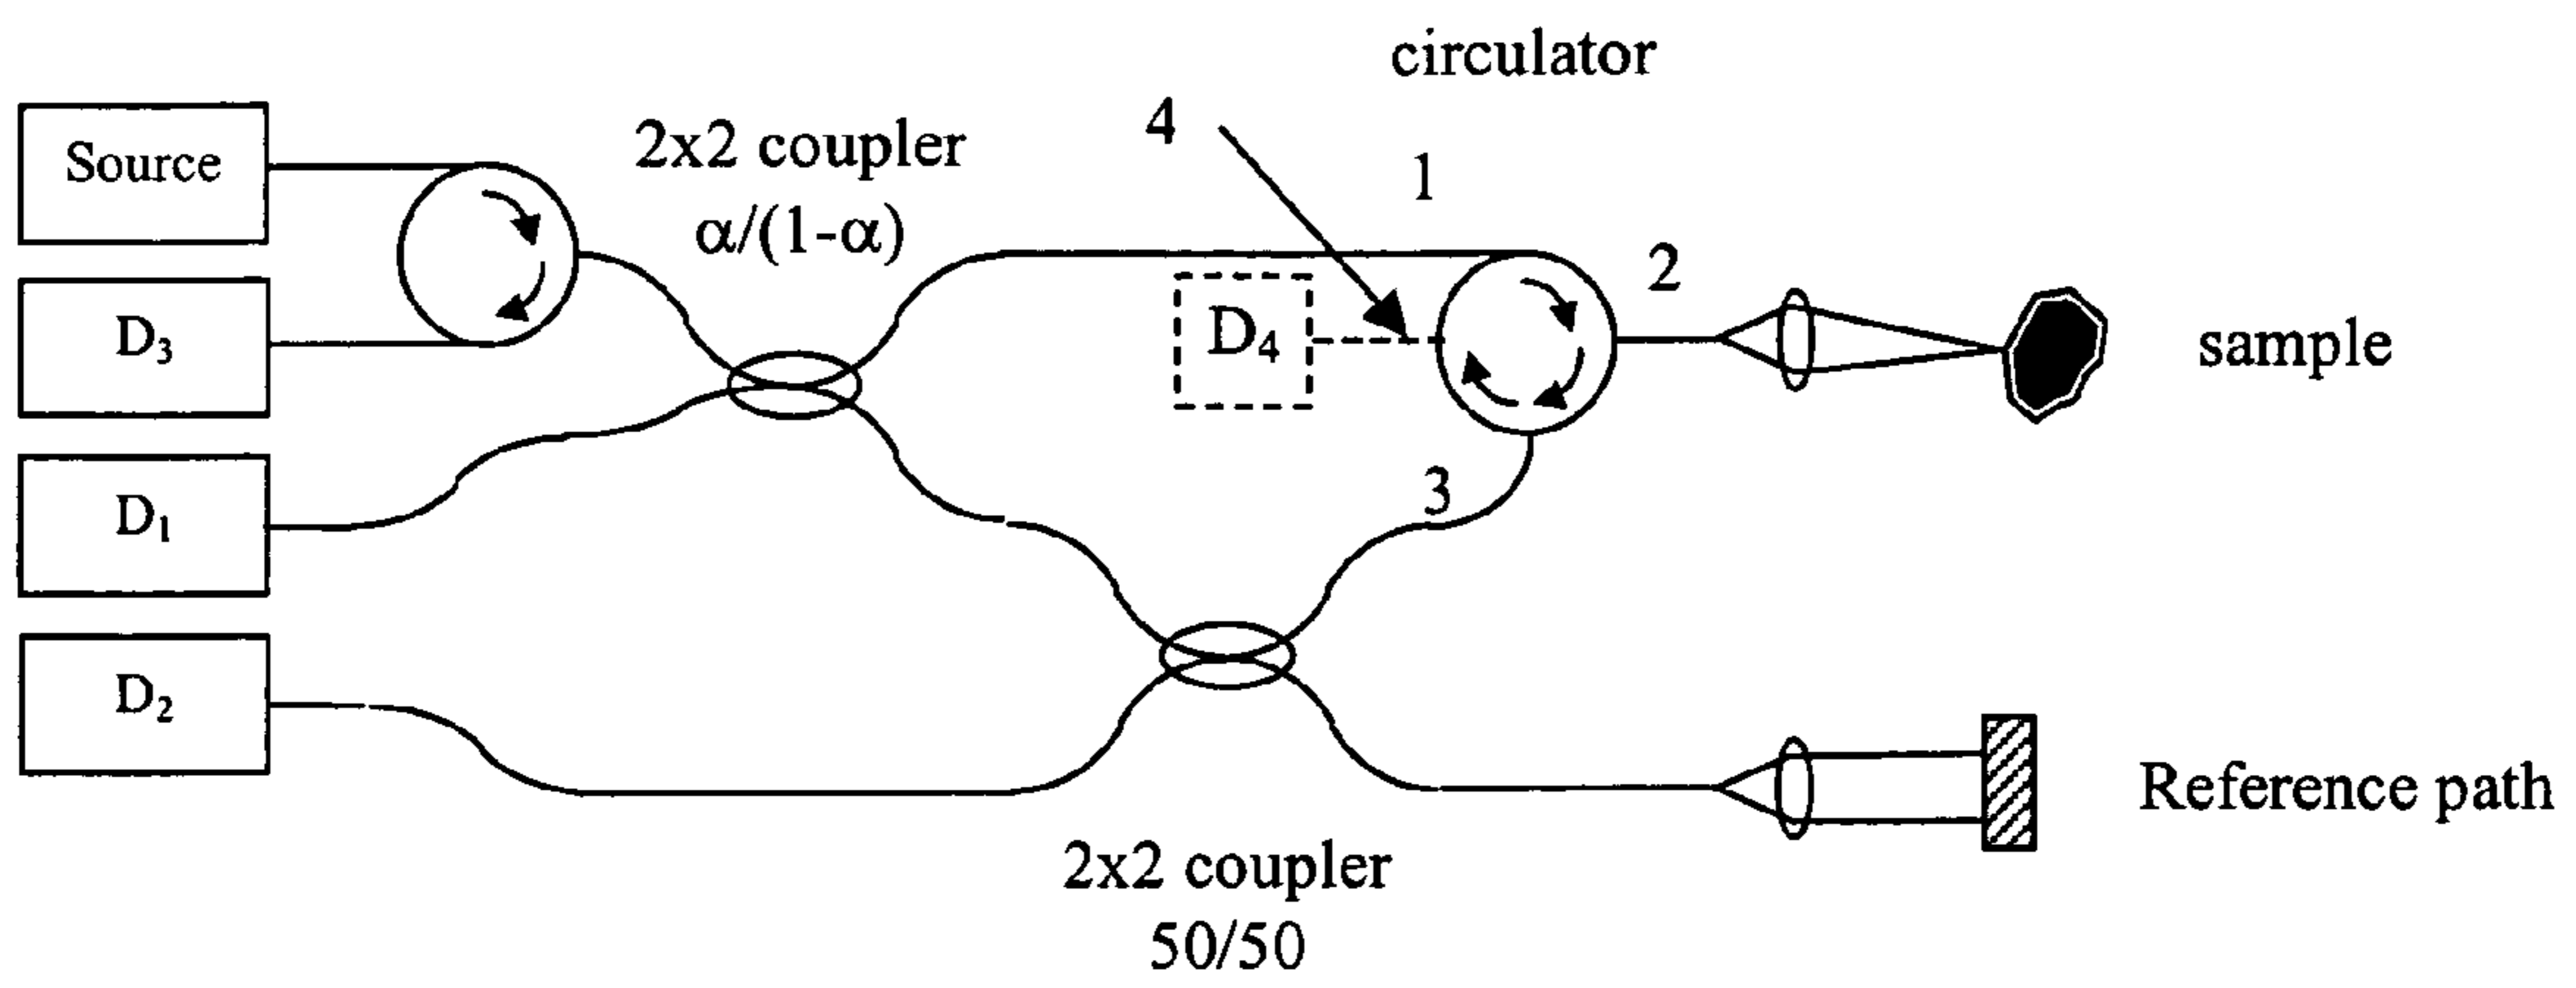 circulator
4
1
2x2 coupler
α/(1-α)
Source
2
D₄
D₃
sample
3
D₁
D₂
Reference path
2x2 coupler
50/50